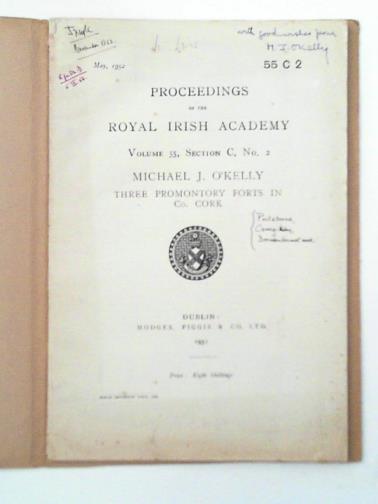 with good wishes from
M. J. O'Kelly
May, 1952
55 C 2
PROCEEDINGS
OF THE
ROYAL IRISH ACADEMY
VOLUME 55, SECTION C, NO. 2
MICHAEL J. O'KELLY
THREE PROMONTORY FORTS IN
CO. CORK
DUBLIN:
HODGES, FIGGIS & CO. LTD.
1952
Price : Eight Shillings